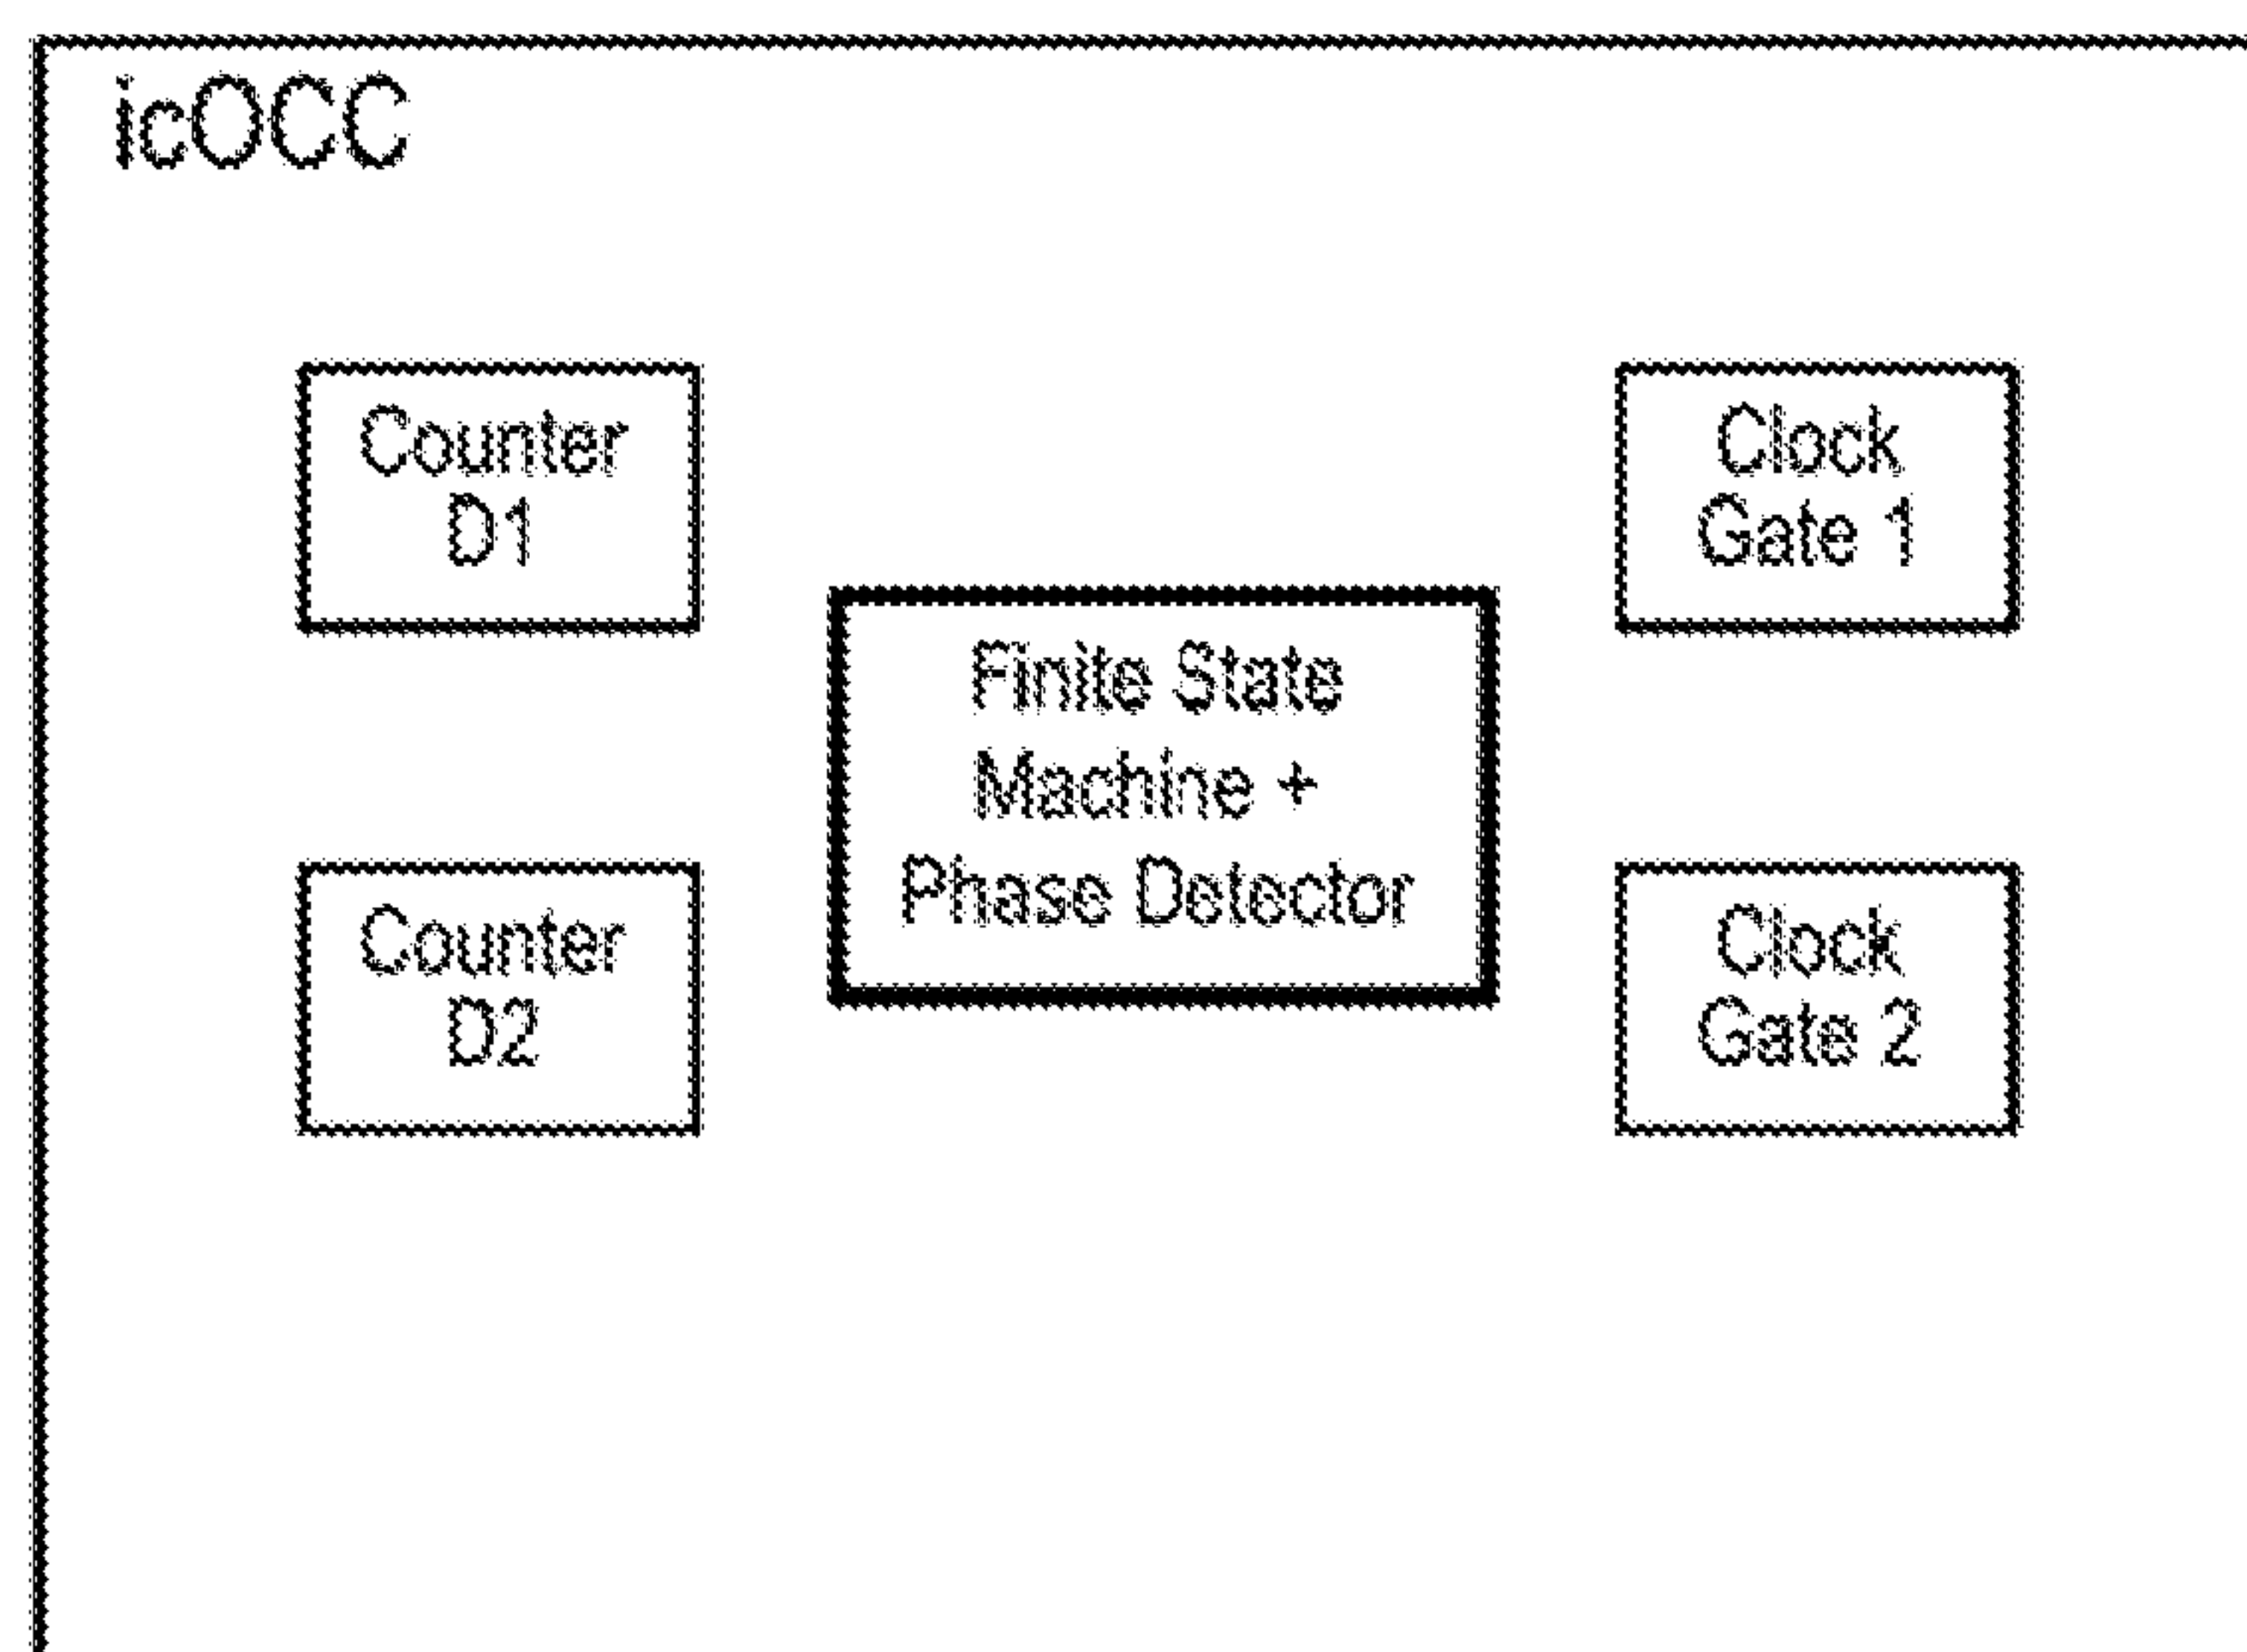 icOCC
Counter
D1
Clock
Gate 1
Finite State
Machine +
Phase Detector
Counter
D2
Clock
Gate 2